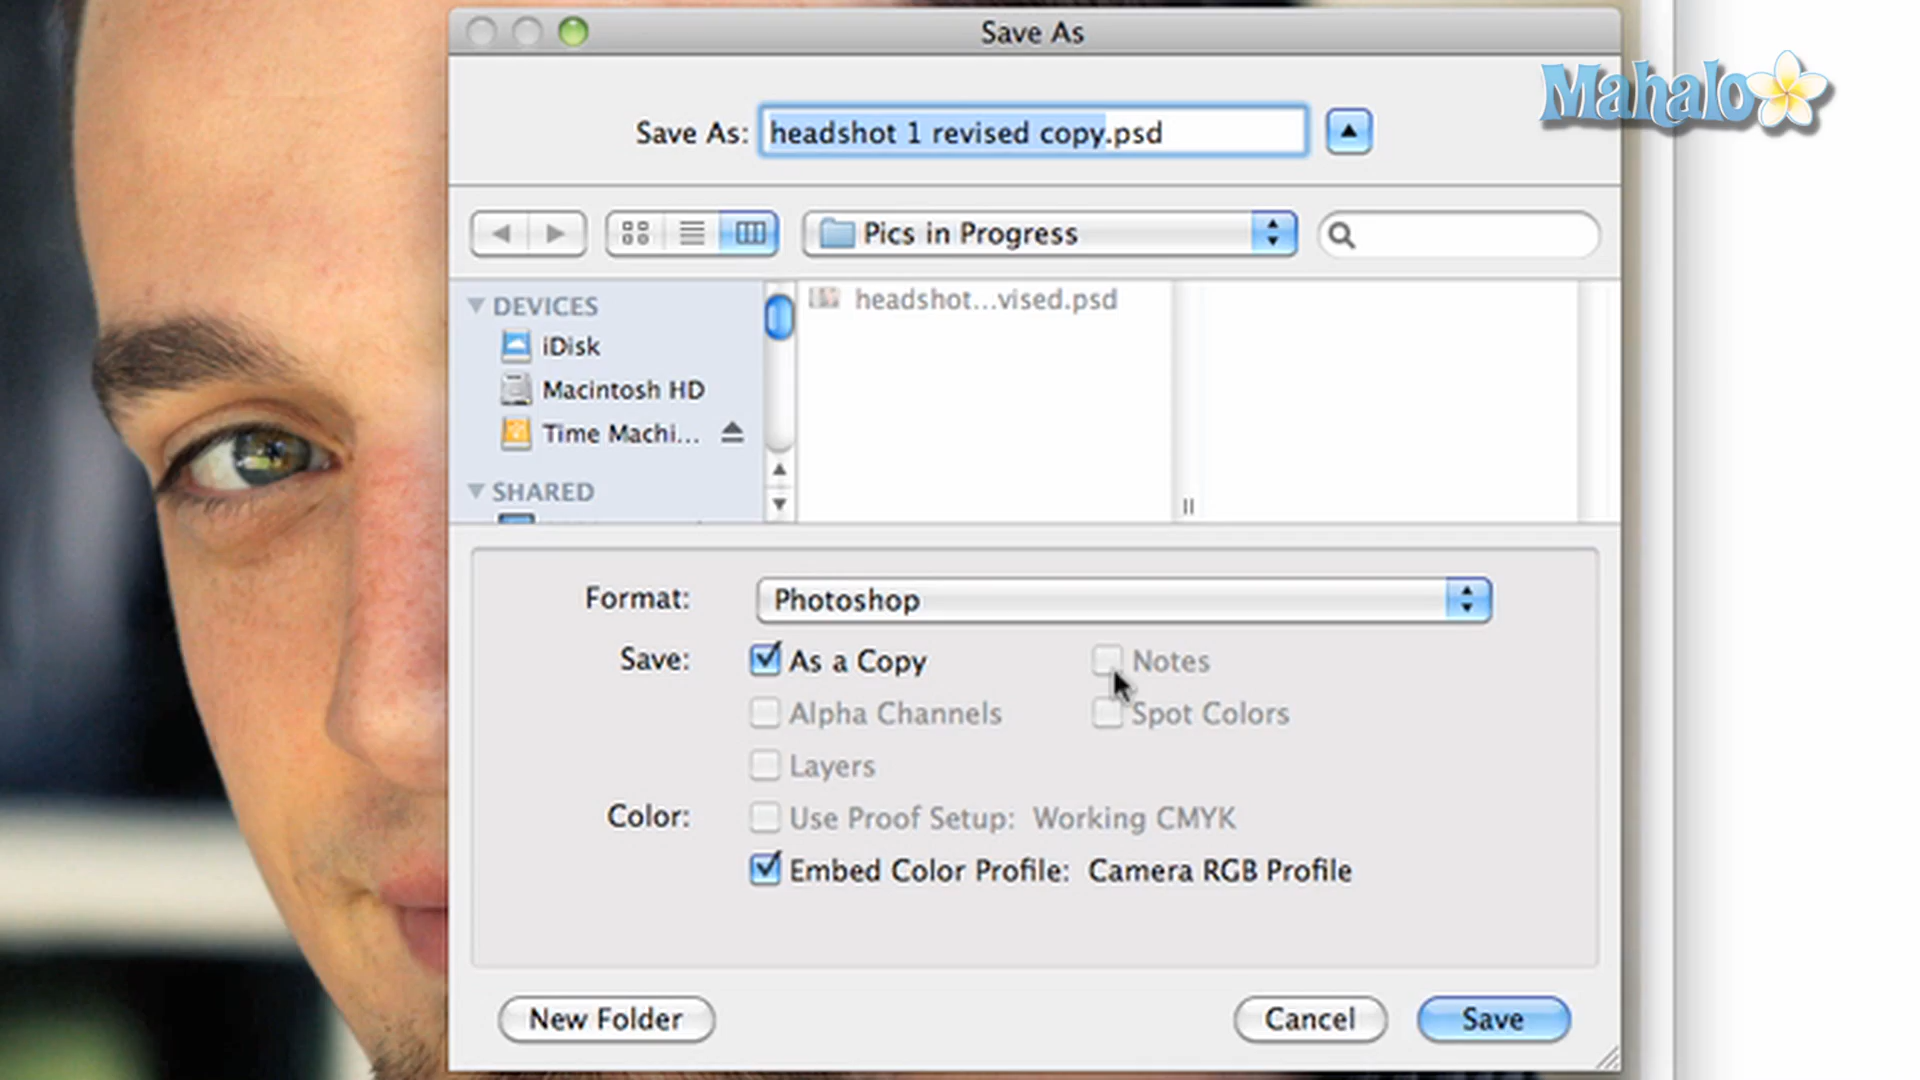 Save As
Mahalo
Save As: headshot 1 revised copy.psd
Pics in Progress
DEVICES
headshot...vised.psd
iDisk
Macintosh HD
Time Machi...
SHARED
Format: Photoshop
Save: As a Copy Notes
Alpha Channels Spot Colors
Layers
Color: Use Proof Setup: Working CMYK
Embed Color Profile: Camera RGB Profile
New Folder Cancel Save